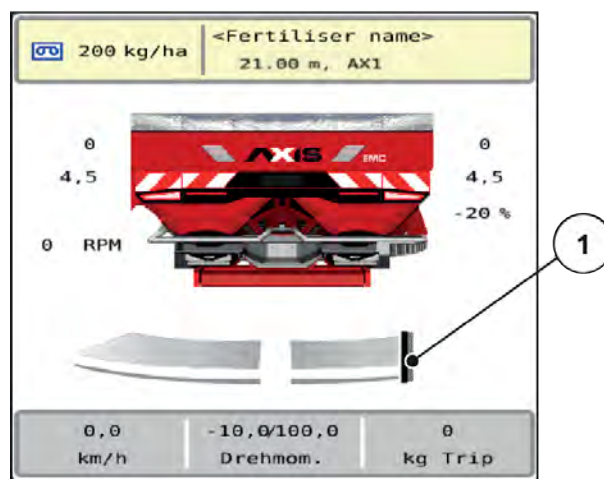 200 kg/ha
<Fertiliser name>
21.00 m, AX1
0
4,5
0 RPM
AXIS
EMC
0
4,5
-20 %
1
0,0
km/h
-10,0/100,0
Drehmom.
0
kg Trip